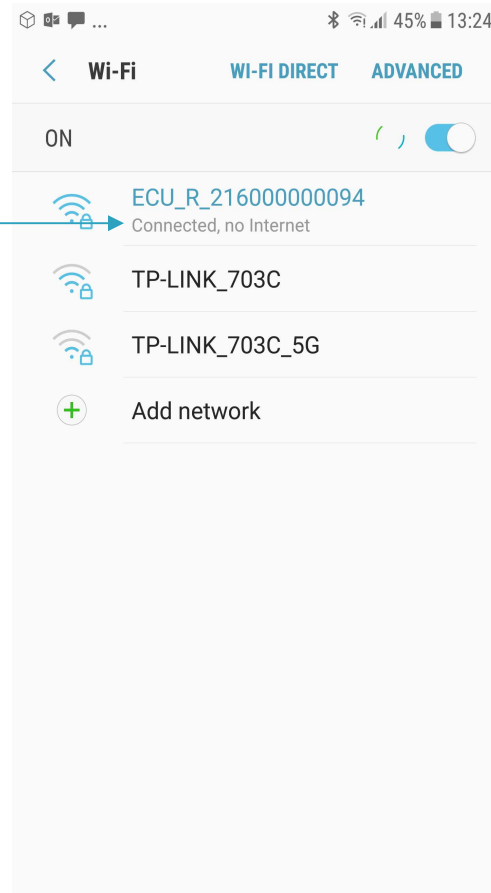 ... 45% 13:24
Wi-Fi WI-FI DIRECT ADVANCED
ON
ECU_R_216000000094
Connected, no Internet
TP-LINK_703C
TP-LINK_703C_5G
Add network